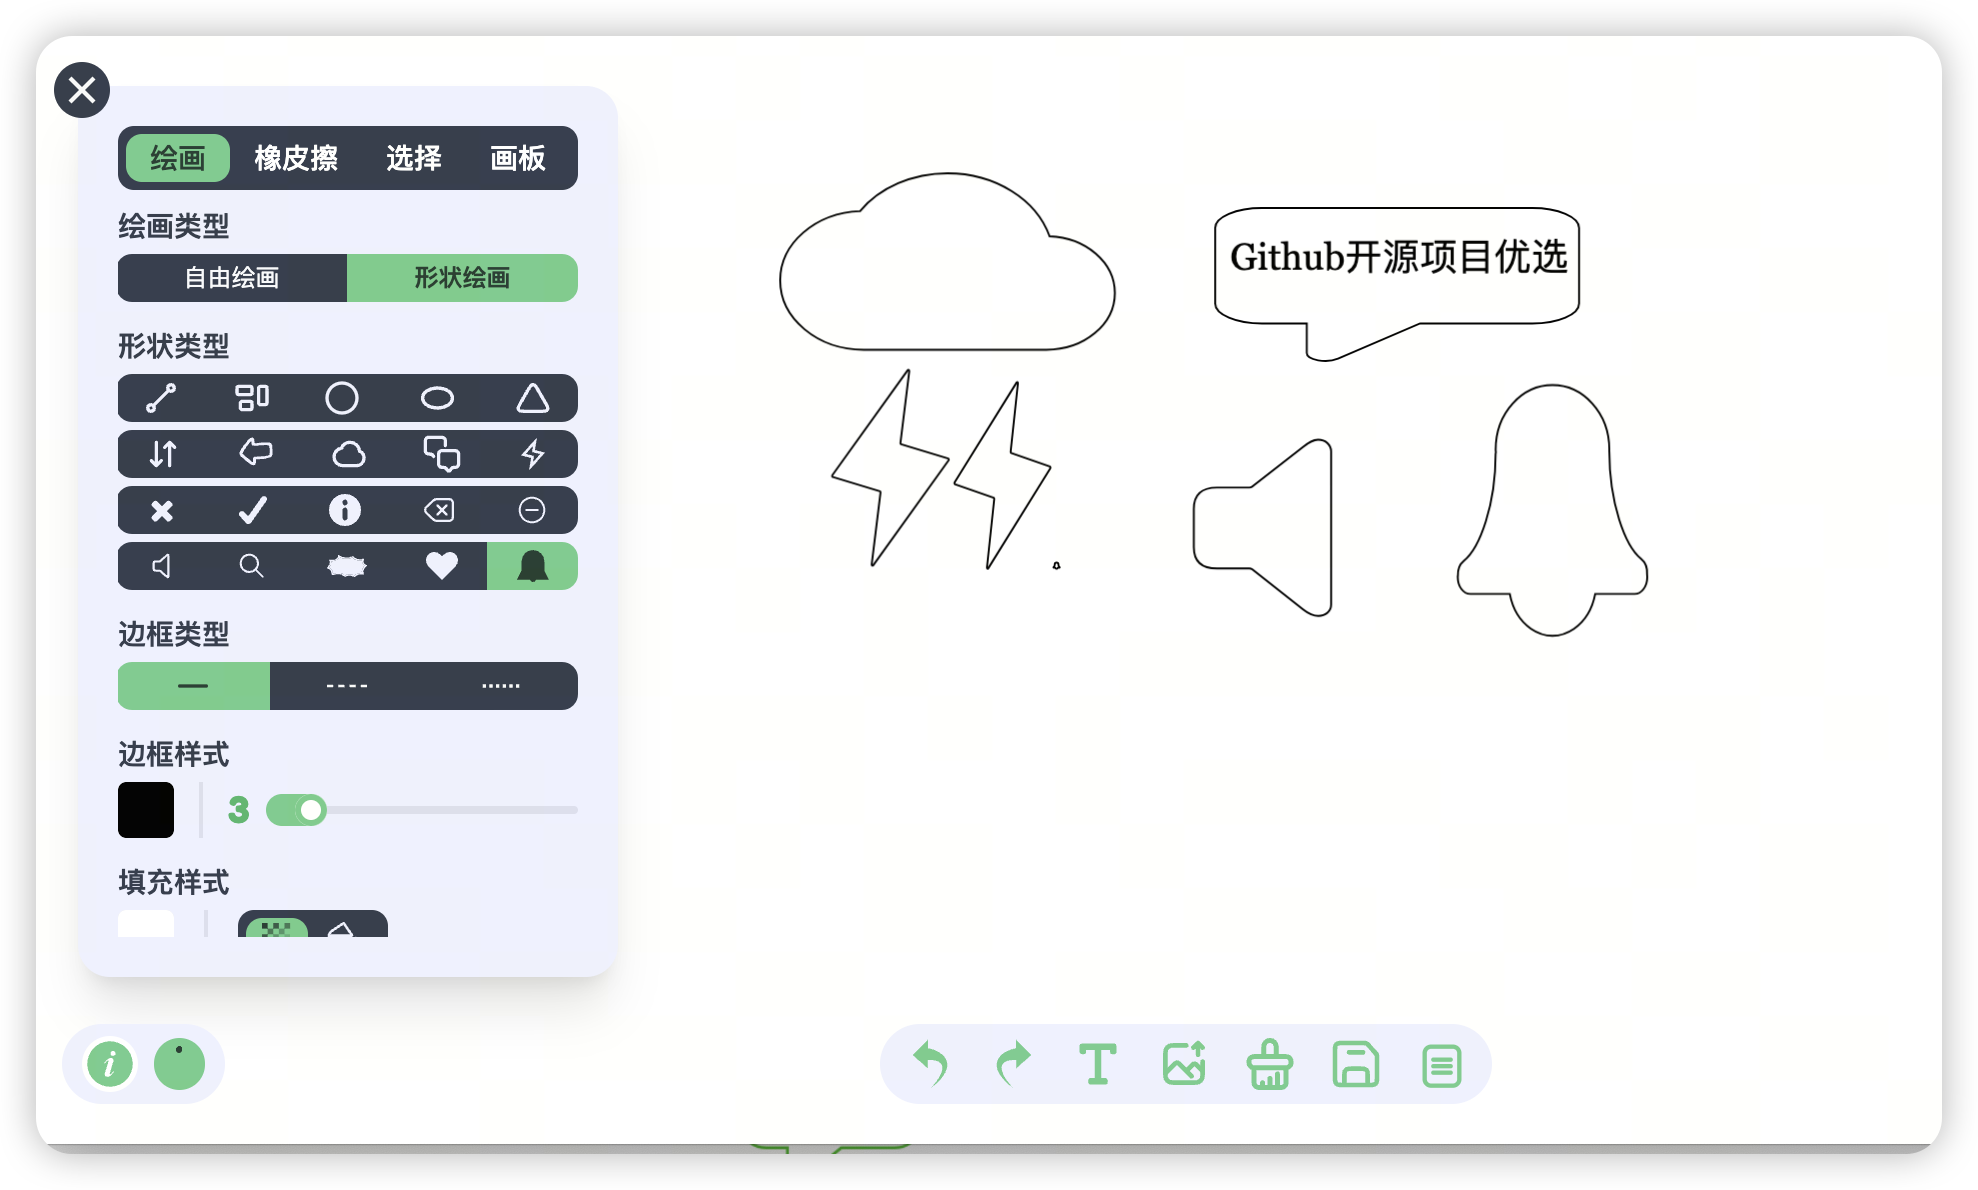 绘画 橡皮擦 选择 画板
绘画类型
自由绘画 形状绘画
形状类型
边框类型
边框样式
3
填充样式
Github开源项目优选